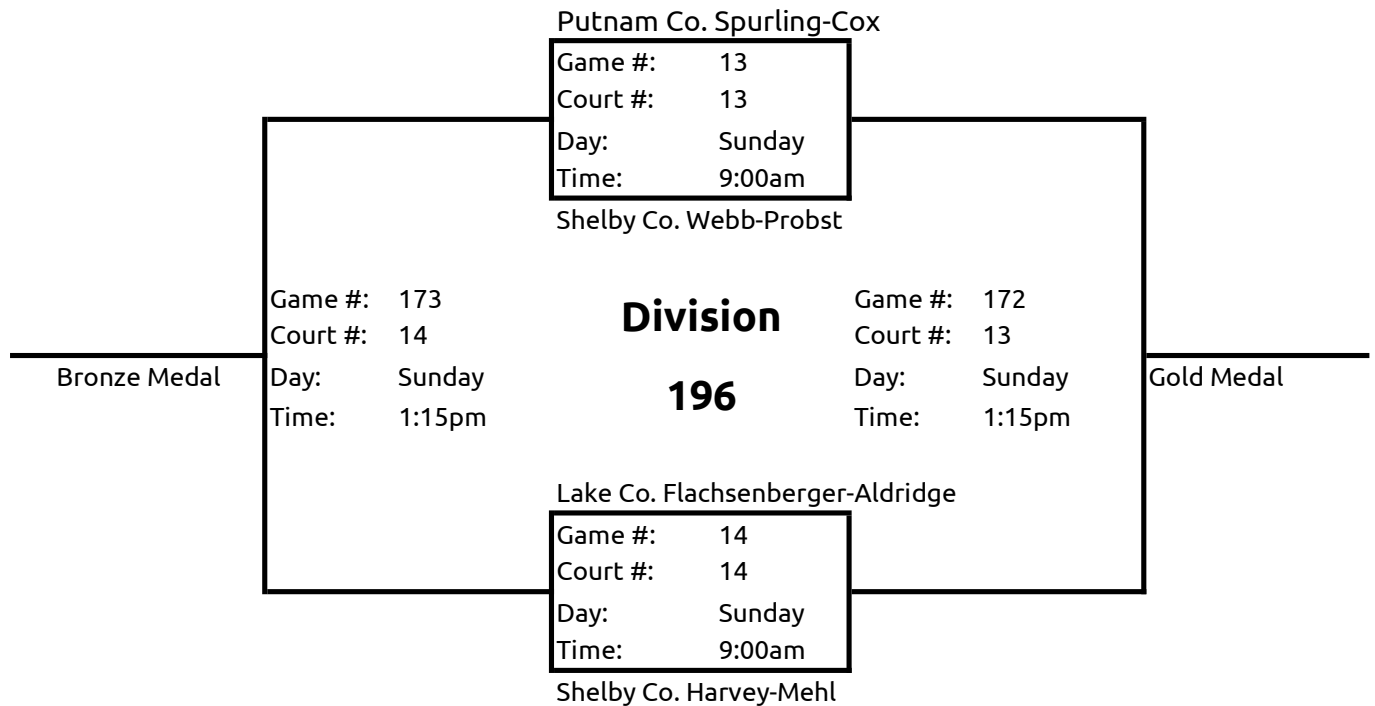 Putnam Co. Spurling-Cox
Game #: 13
Court #: 13
Day: Sunday
Time: 9:00am
Shelby Co. Webb-Probst
Game #: 173
Court #: 14
Day: Sunday
Time: 1:15pm
Bronze Medal
Division
196
Game #: 172
Court #: 13
Day: Sunday
Time: 1:15pm
Gold Medal
Lake Co. Flachsenberger-Aldridge
Game #: 14
Court #: 14
Day: Sunday
Time: 9:00am
Shelby Co. Harvey-Mehl